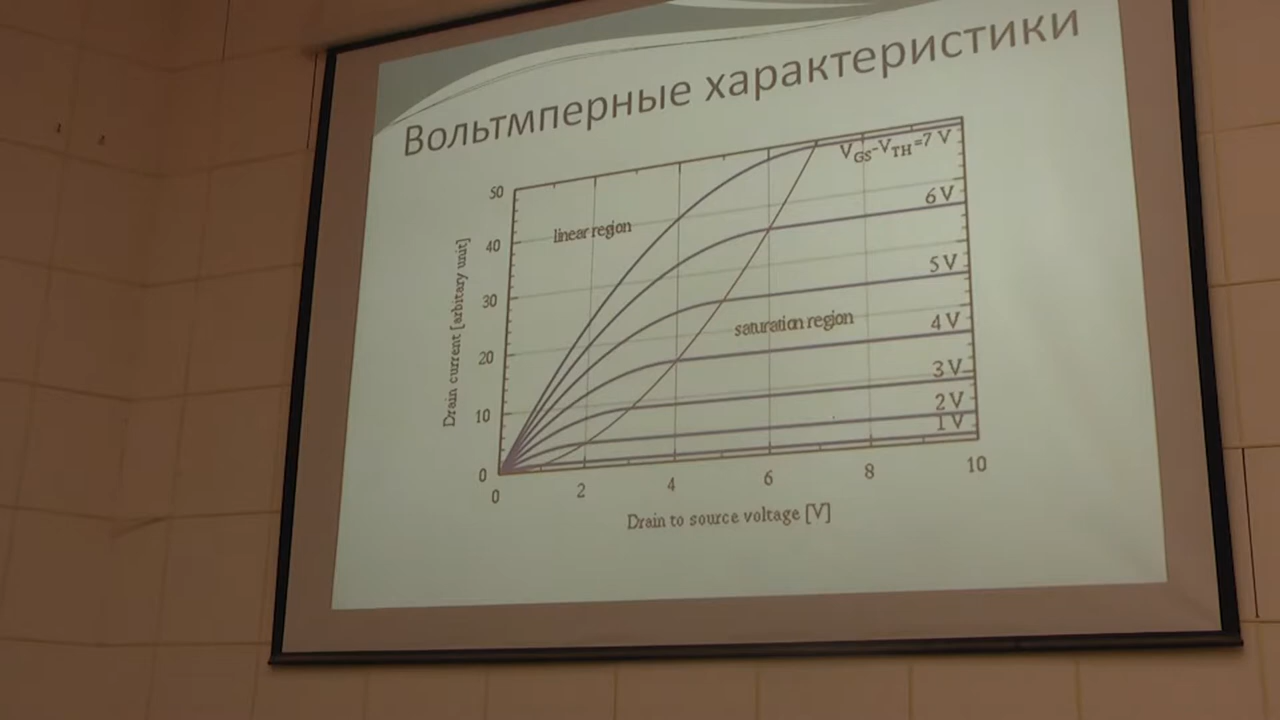 Вольтмперные характеристики
V_GS-V_TH=7 V
6 V
5 V
4 V
3 V
2 V
1 V
linear region
saturation region
Drain current [arbitary unit]
50
40
30
20
10
0
0 2 4 6 8 10
Drain to source voltage [V]